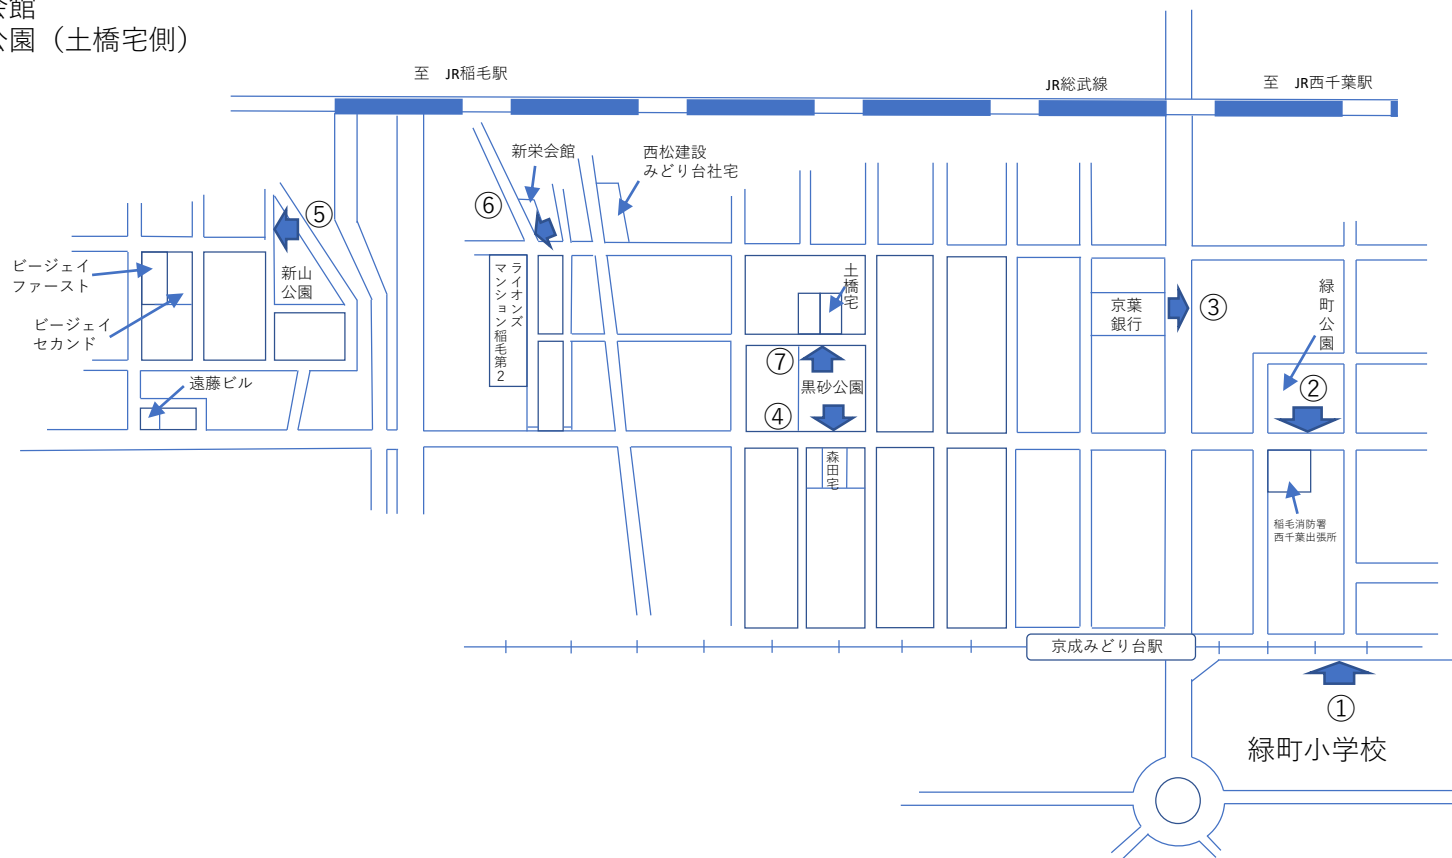 会館
公園（土橋宅側）
至　JR稲毛駅
JR総武線
至　JR西千葉駅
新栄会館
西松建設
みどり台社宅
⑥
⑤
ビージェイ
ファースト
新山
公園
ビージェイ
セカンド
遠藤ビル
ライオンズ
マンション稲毛第2
土橋宅
京葉
銀行
③
緑町公園
⑦
黒砂公園
④
②
森田宅
稲毛消防署
西千葉出張所
京成みどり台駅
①
緑町小学校